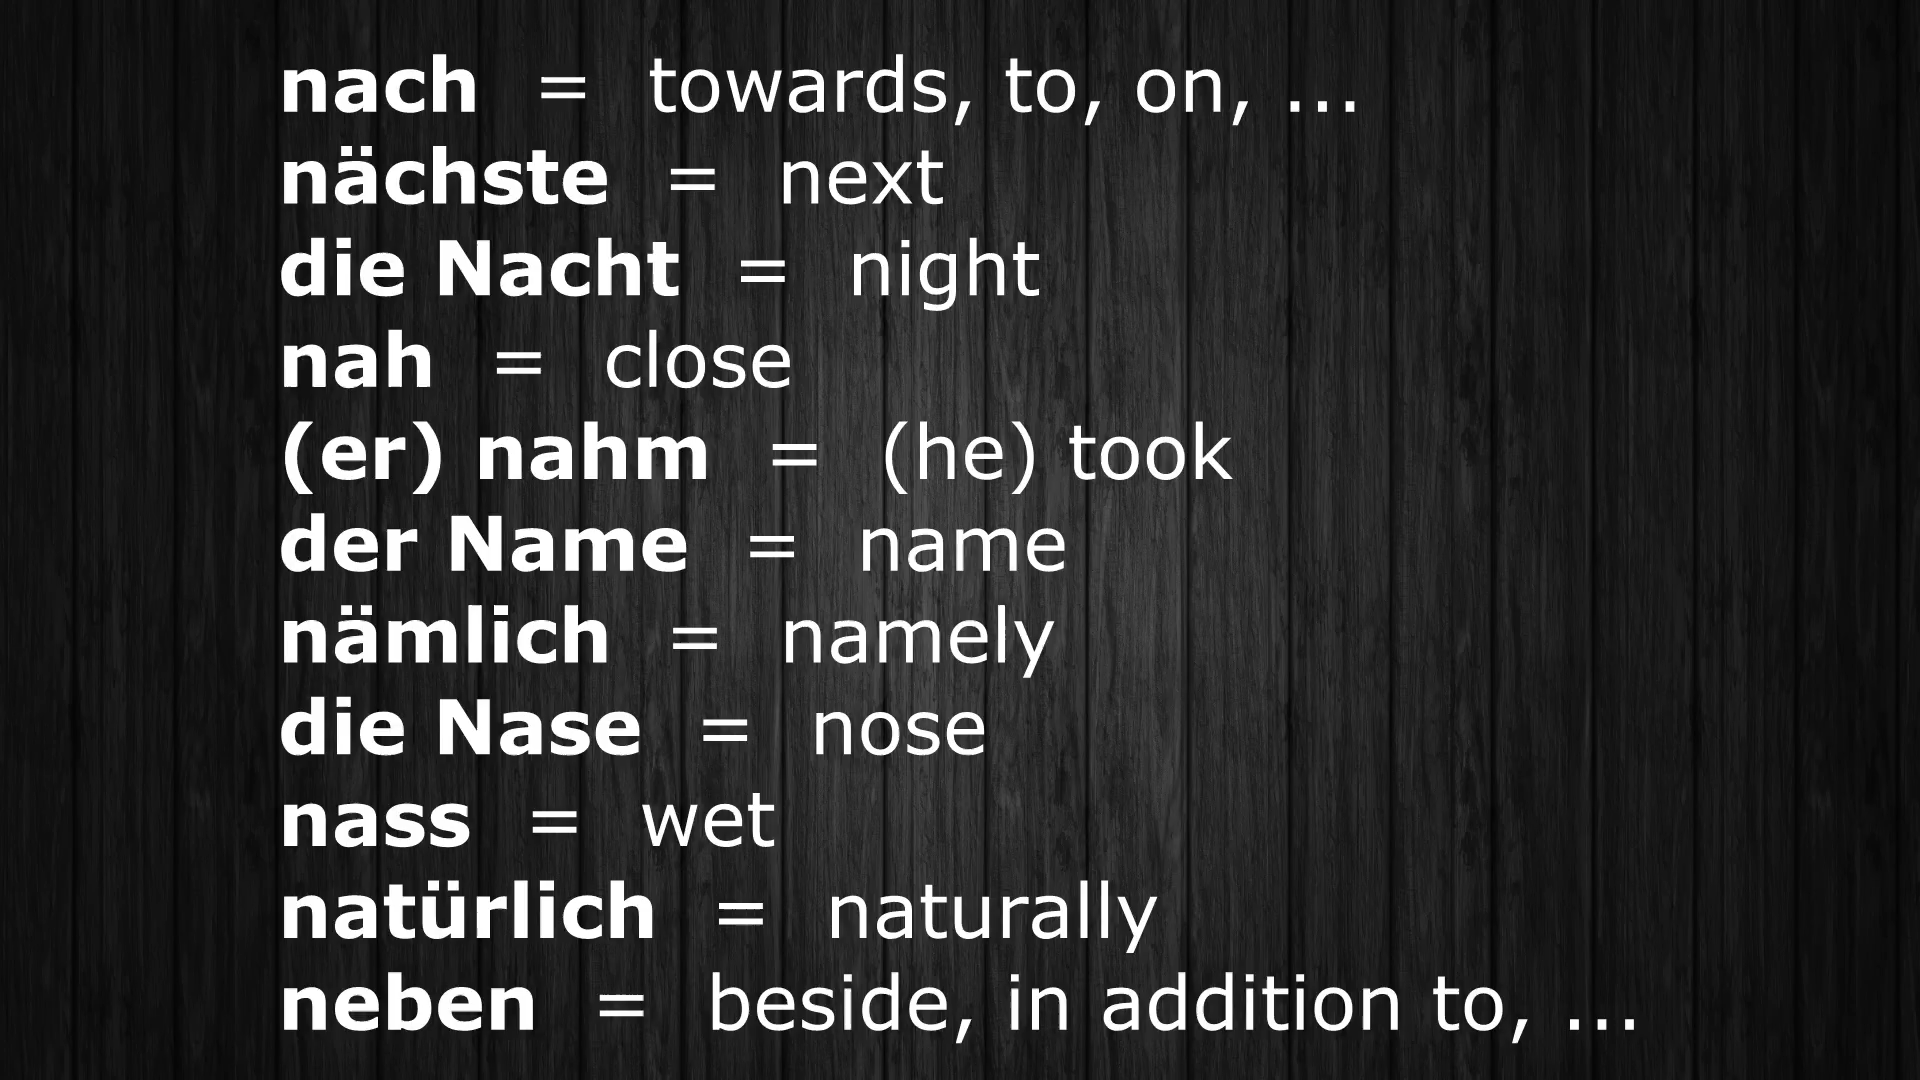 nach = towards, to, on, ...
nächste = next
die Nacht = night
nah = close
(er) nahm = (he) took
der Name = name
nämlich = namely
die Nase = nose
nass = wet
natürlich = naturally
neben = beside, in addition to, ...